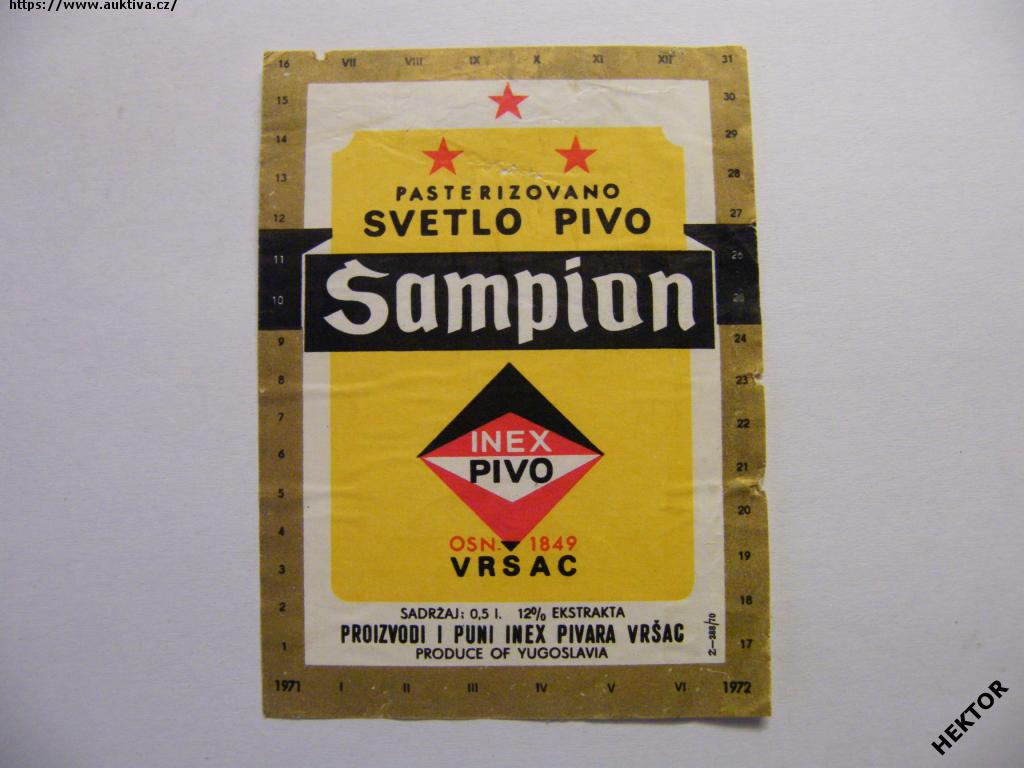 https://www.auktiva.cz/
16 VII VIII IX X XI XII 31
15 30
14 29
13 28
12 27
11 26
10 25
9 24
8 23
7 22
6 21
5 20
4 19
3 18
2 17
1
1971 I II III IV V VI 1972
PASTERIZOVANO
SVETLO PIVO
Sampion
INEX
PIVO
OSN. 1849
VRSAC
SADRŽAJ: 0,5 l. 12% EKSTRAKTA
PROIZVODI I PUNI INEX PIVARA VRŠAC
PRODUCE OF YUGOSLAVIA
Z—388/70
HEKTOR